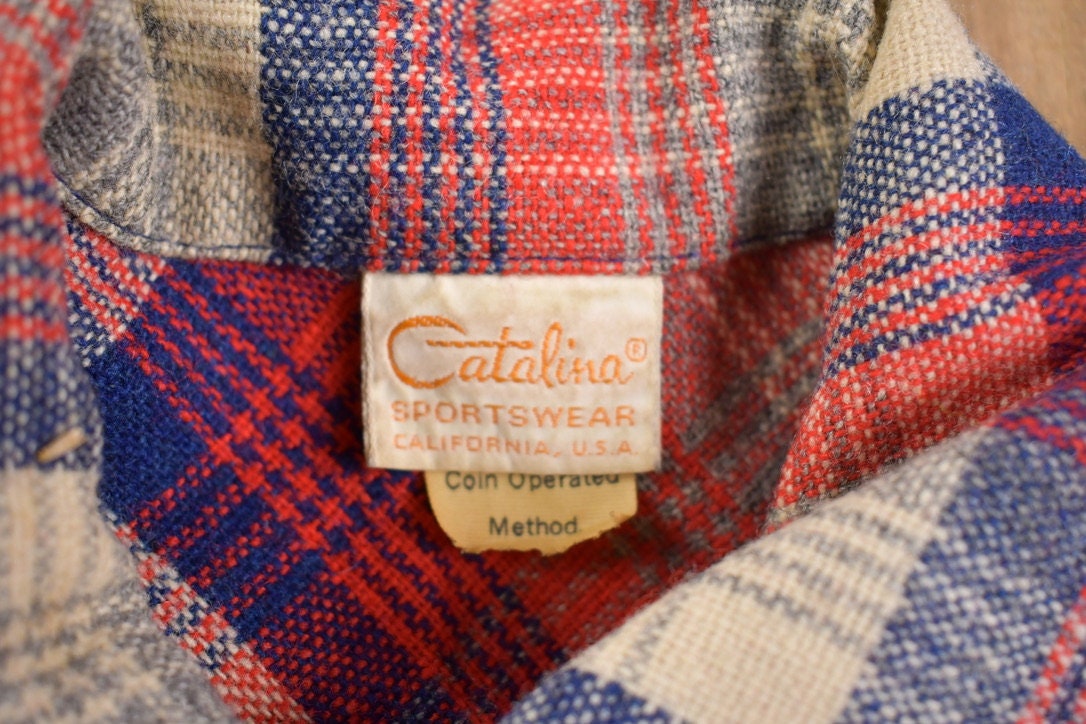 Catalina®
SPORTSWEAR
CALIFORNIA, U.S.A.
Coin Operated
Method